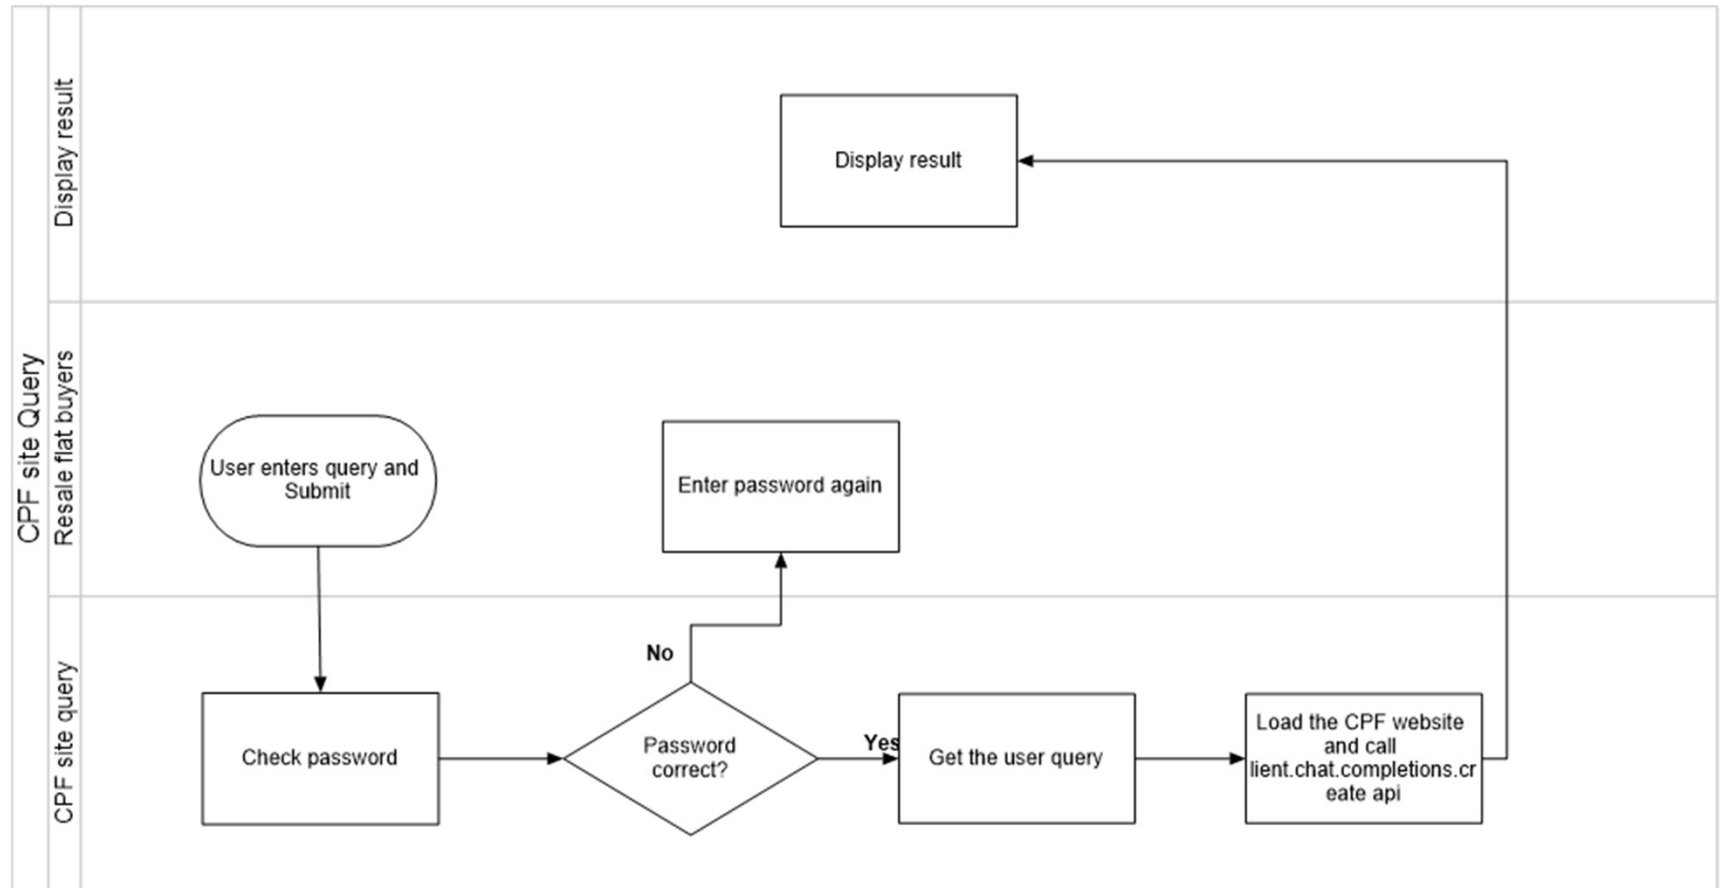 CPF site Query
Display result
Display result
Resale flat buyers
User enters query and
Submit
Enter password again
CPF site query
Check password
No
Password
correct?
Yes
Get the user query
Load the CPF website
and call
lient.chat.completions.cr
eate api